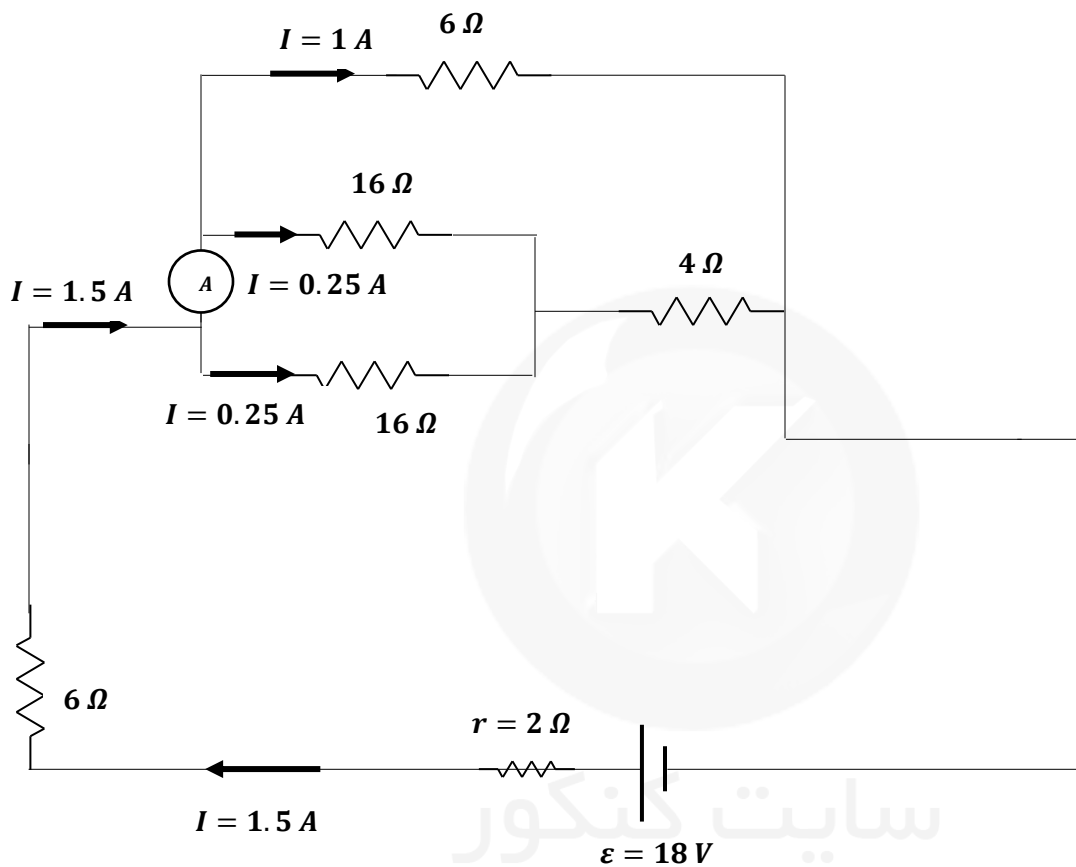 6 Ω
I = 1 A
16 Ω
4 Ω
A
I = 0.25 A
I = 1.5 A
I = 0.25 A
16 Ω
6 Ω
r = 2 Ω
I = 1.5 A
ε = 18 V
سایت کنکور